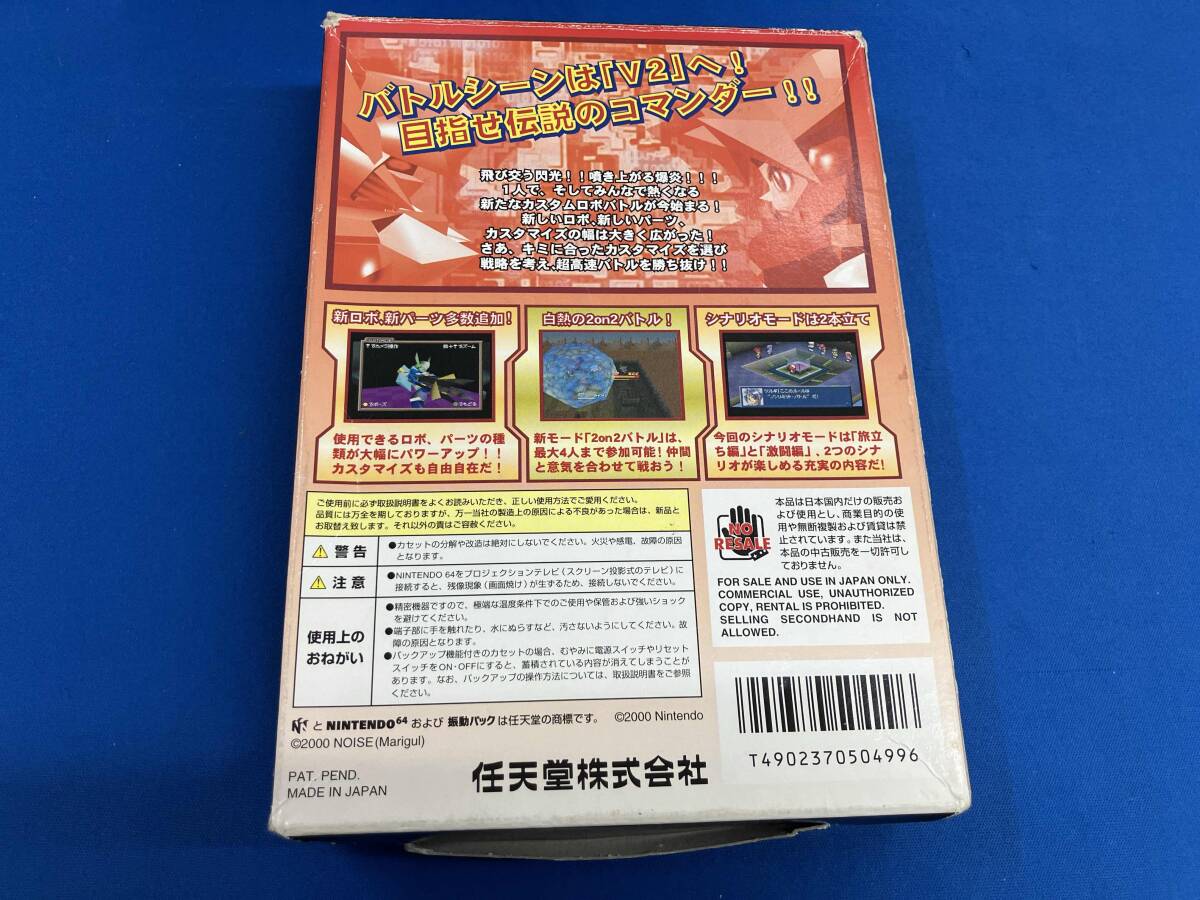 バトルシーンは「V2」へ!
目指せ伝説のコマンダー!!
飛び交う閃光!!噴き上がる爆炎!!!
1人で、そしてみんなで熱くなる
新たなカスタムロボバトルが今始まる!
新しいロボ、新しいパーツ、
カスタマイズの幅は大きく広がった!
さあ、キミに合ったカスタマイズを選び
戦略を考え、超高速バトルを勝ち抜け!!
新ロボ、新パーツ多数追加!
使用できるロボ、パーツの種
類が大幅にパワーアップ!!
カスタマイズも自由自在だ!
白熱の2on2バトル!
新モード「2on2バトル」は、
最大4人まで参加可能!仲間
と意気を合わせて戦おう!
シナリオモードは2本立て
ツルギ!ここのルールは
今回のシナリオモードは「旅立
ち編」と「激闘編」、2つのシナ
リオが楽しめる充実の内容だ!
ご使用前に必ず取扱説明書をよくお読みいただき、正しい使用方法でご愛用ください。
品質には万全を期しておりますが、万一当社の製造上の原因による不良があった場合は、新品と
お取替え致します。それ以外の責はご容赦ください。
警告
●カセットの分解や改造は絶対にしないでください。火災や感電、故障の原因
となります。
注意
●NINTENDO 64をプロジェクションテレビ(スクリーン投影式のテレビ)に
接続すると、残像現象(画面焼け)が生ずるため、接続しないでください。
使用上の
おねがい
●精密機器ですので、極端な温度条件下でのご使用や保管および強いショック
を避けてください。
●端子部に手を触れたり、水にぬらすなど、汚さないようにしてください。故
障の原因となります。
●バックアップ機能付きのカセットの場合、むやみに電源スイッチやリセット
スイッチをON・OFFにすると、蓄積されている内容が消えてしまうことが
あります。なお、バックアップの操作方法については、取扱説明書をご参照
ください。
NO
RESALE
本品は日本国内だけの販売お
よび使用とし、商業目的の使
用や無断複製および賃貸は禁
止されています。また当社は、
本品の中古販売を一切許可し
ておりません。
FOR SALE AND USE IN JAPAN ONLY.
COMMERCIAL USE, UNAUTHORIZED
COPY, RENTAL IS PROHIBITED.
SELLING SECONDHAND IS NOT
ALLOWED.
と NINTENDO64 および 振動パック は任天堂の商標です。 ©2000 Nintendo
©2000 NOISE(Marigul)
PAT. PEND.
MADE IN JAPAN
任天堂株式会社
T4902370504996